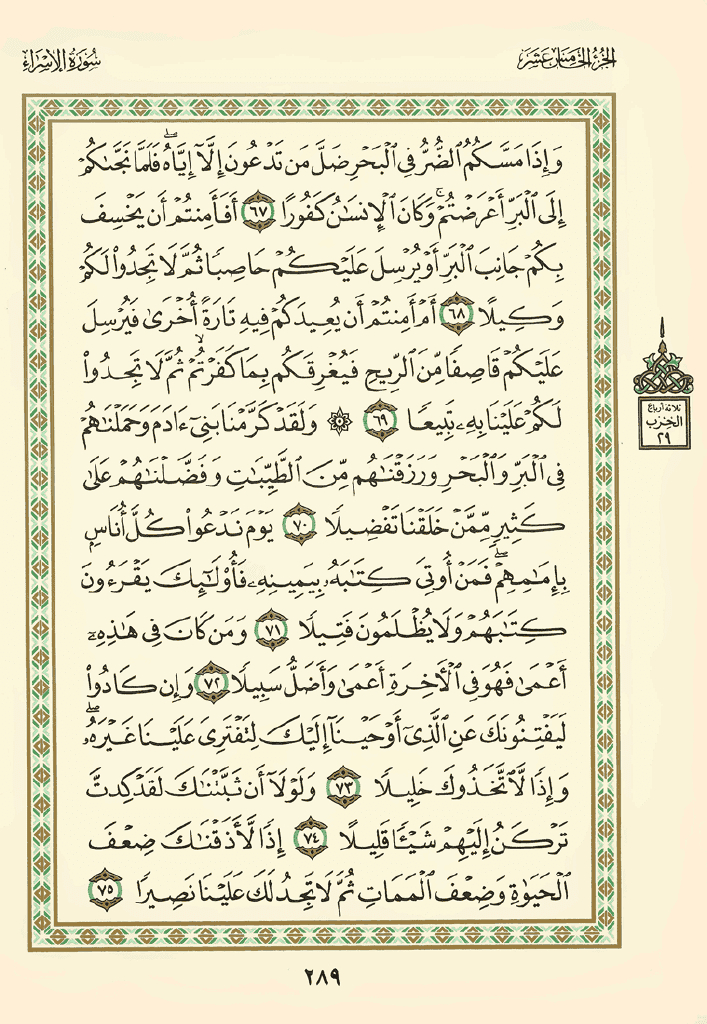 الجزء الخامس عشر
سورة الإسراء
وَإِذَا مَسَّكُمُ ٱلضُّرُّ فِى ٱلْبَحْرِ ضَلَّ مَن تَدْعُونَ إِلَّآ إِيَّاهُ ۖ فَلَمَّا نَجَّىٰكُمْ
إِلَى ٱلْبَرِّ أَعْرَضْتُمْ ۚ وَكَانَ ٱلْإِنسَٰنُ كَفُورًا ٦٧ أَفَأَمِنتُمْ أَن يَخْسِفَ
بِكُمْ جَانِبَ ٱلْبَرِّ أَوْ يُرْسِلَ عَلَيْكُمْ حَاصِبًا ثُمَّ لَا تَجِدُوا۟ لَكُمْ
وَكِيلًا ٦٨ أَمْ أَمِنتُمْ أَن يُعِيدَكُمْ فِيهِ تَارَةً أُخْرَىٰ فَيُرْسِلَ
عَلَيْكُمْ قَاصِفًا مِّنَ ٱلرِّيحِ فَيُغْرِقَكُم بِمَا كَفَرْتُمْ ۙ ثُمَّ لَا تَجِدُوا۟
لَكُمْ عَلَيْنَا بِهِۦ تَبِيعًا ٦٩ ۞ وَلَقَدْ كَرَّمْنَا بَنِىٓ ءَادَمَ وَحَمَلْنَٰهُمْ
فِى ٱلْبَرِّ وَٱلْبَحْرِ وَرَزَقْنَٰهُم مِّنَ ٱلطَّيِّبَٰتِ وَفَضَّلْنَٰهُمْ عَلَىٰ
كَثِيرٍ مِّمَّنْ خَلَقْنَا تَفْضِيلًا ٧٠ يَوْمَ نَدْعُوا۟ كُلَّ أُنَاسٍۭ
بِإِمَٰمِهِمْ ۖ فَمَنْ أُوتِىَ كِتَٰبَهُۥ بِيَمِينِهِۦ فَأُو۟لَٰٓئِكَ يَقْرَءُونَ
كِتَٰبَهُمْ وَلَا يُظْلَمُونَ فَتِيلًا ٧١ وَمَن كَانَ فِى هَٰذِهِۦٓ
أَعْمَىٰ فَهُوَ فِى ٱلْءَاخِرَةِ أَعْمَىٰ وَأَضَلُّ سَبِيلًا ٧٢ وَإِن كَادُوا۟
لَيَفْتِنُونَكَ عَنِ ٱلَّذِىٓ أَوْحَيْنَآ إِلَيْكَ لِتَفْتَرِىَ عَلَيْنَا غَيْرَهُۥ ۖ
وَإِذًا لَّٱتَّخَذُوكَ خَلِيلًا ٧٣ وَلَوْلَآ أَن ثَبَّتْنَٰكَ لَقَدْ كِدتَّ
تَرْكَنُ إِلَيْهِمْ شَيْـًٔا قَلِيلًا ٧٤ إِذًا لَّأَذَقْنَٰكَ ضِعْفَ
ٱلْحَيَوٰةِ وَضِعْفَ ٱلْمَمَاتِ ثُمَّ لَا تَجِدُ لَكَ عَلَيْنَا نَصِيرًا ٧٥
ثلاثة أرباع
الحزب
٢٩
٢٨٩